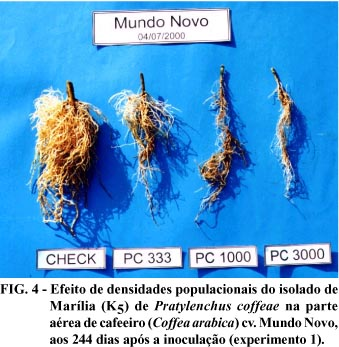 Mundo Novo
04/07/2000
CHECK
PC 333
PC 1000
PC 3000
FIG. 4 - Efeito de densidades populacionais do isolado de
Marília (K5) de Pratylenchus coffeae na parte
aérea de cafeeiro (Coffea arabica) cv. Mundo Novo,
aos 244 dias após a inoculação (experimento 1).